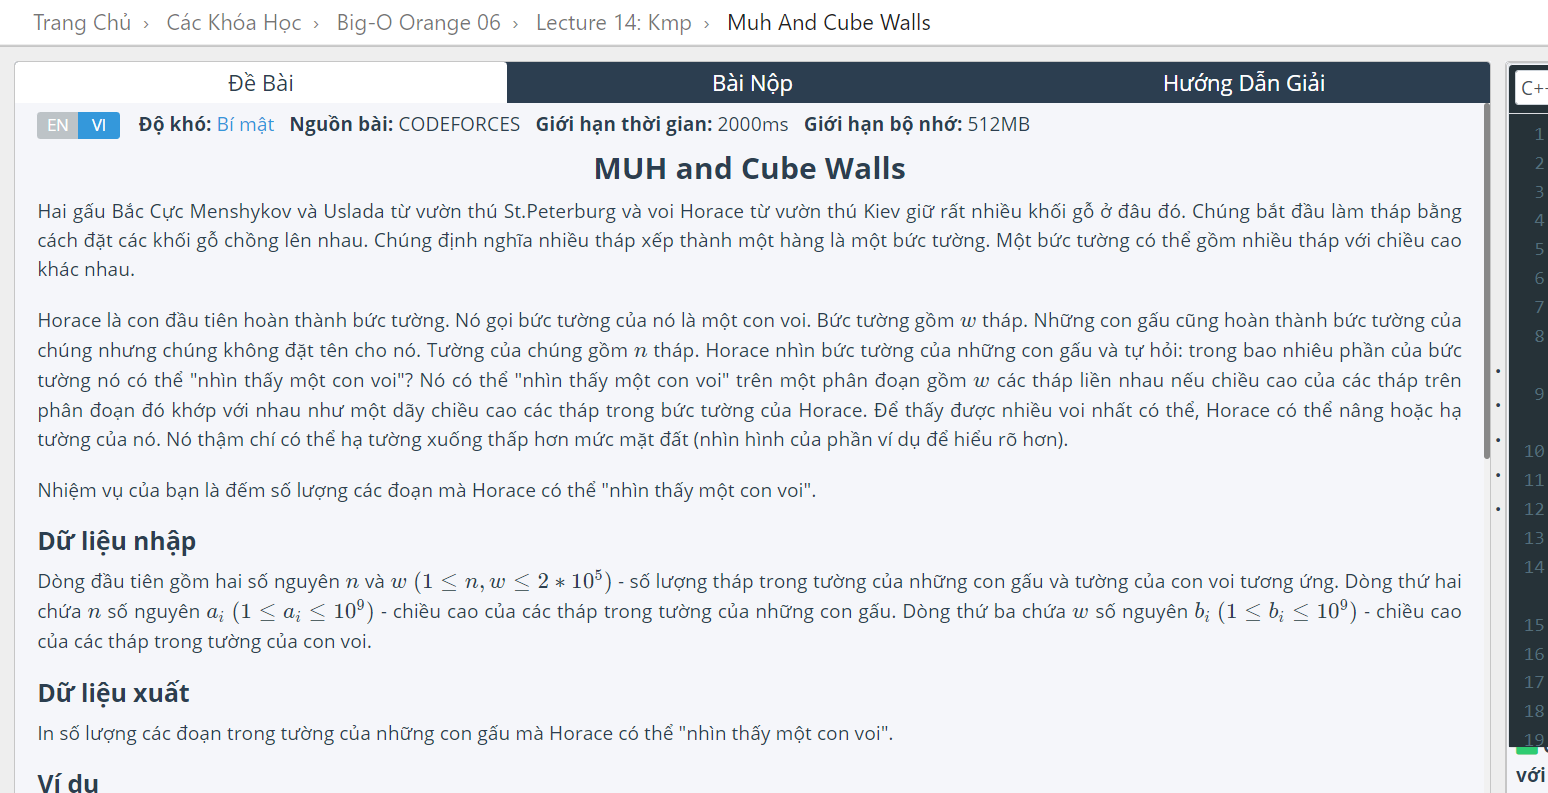 Trang Chủ › Các Khóa Học › Big-O Orange 06 › Lecture 14: Kmp › Muh And Cube Walls
Đề Bài Bài Nộp Hướng Dẫn Giải
EN VI Độ khó: Bí mật Nguồn bài: CODEFORCES Giới hạn thời gian: 2000ms Giới hạn bộ nhớ: 512MB
MUH and Cube Walls
Hai gấu Bắc Cực Menshykov và Uslada từ vườn thú St.Peterburg và voi Horace từ vườn thú Kiev giữ rất nhiều khối gỗ ở đâu đó. Chúng bắt đầu làm tháp bằng
cách đặt các khối gỗ chồng lên nhau. Chúng định nghĩa nhiều tháp xếp thành một hàng là một bức tường. Một bức tường có thể gồm nhiều tháp với chiều cao
khác nhau.
Horace là con đầu tiên hoàn thành bức tường. Nó gọi bức tường của nó là một con voi. Bức tường gồm w tháp. Những con gấu cũng hoàn thành bức tường của
chúng nhưng chúng không đặt tên cho nó. Tường của chúng gồm n tháp. Horace nhìn bức tường của những con gấu và tự hỏi: trong bao nhiêu phần của bức
tường nó có thể "nhìn thấy một con voi"? Nó có thể "nhìn thấy một con voi" trên một phân đoạn gồm w các tháp liền nhau nếu chiều cao của các tháp trên
phân đoạn đó khớp với nhau như một dãy chiều cao các tháp trong bức tường của Horace. Để thấy được nhiều voi nhất có thể, Horace có thể nâng hoặc hạ
tường của nó. Nó thậm chí có thể hạ tường xuống thấp hơn mức mặt đất (nhìn hình của phần ví dụ để hiểu rõ hơn).
Nhiệm vụ của bạn là đếm số lượng các đoạn mà Horace có thể "nhìn thấy một con voi".
Dữ liệu nhập
Dòng đầu tiên gồm hai số nguyên n và w (1 ≤ n, w ≤ 2 * 10⁵) - số lượng tháp trong tường của những con gấu và tường của con voi tương ứng. Dòng thứ hai
chứa n số nguyên aᵢ (1 ≤ aᵢ ≤ 10⁹) - chiều cao của các tháp trong tường của những con gấu. Dòng thứ ba chứa w số nguyên bᵢ (1 ≤ bᵢ ≤ 10⁹) - chiều cao
của các tháp trong tường của con voi.
Dữ liệu xuất
In số lượng các đoạn trong tường của những con gấu mà Horace có thể "nhìn thấy một con voi".
Ví dụ
C+
1
2
3
4
5
6
7
8
9
10
11
12
13
14
15
16
17
18
19
với